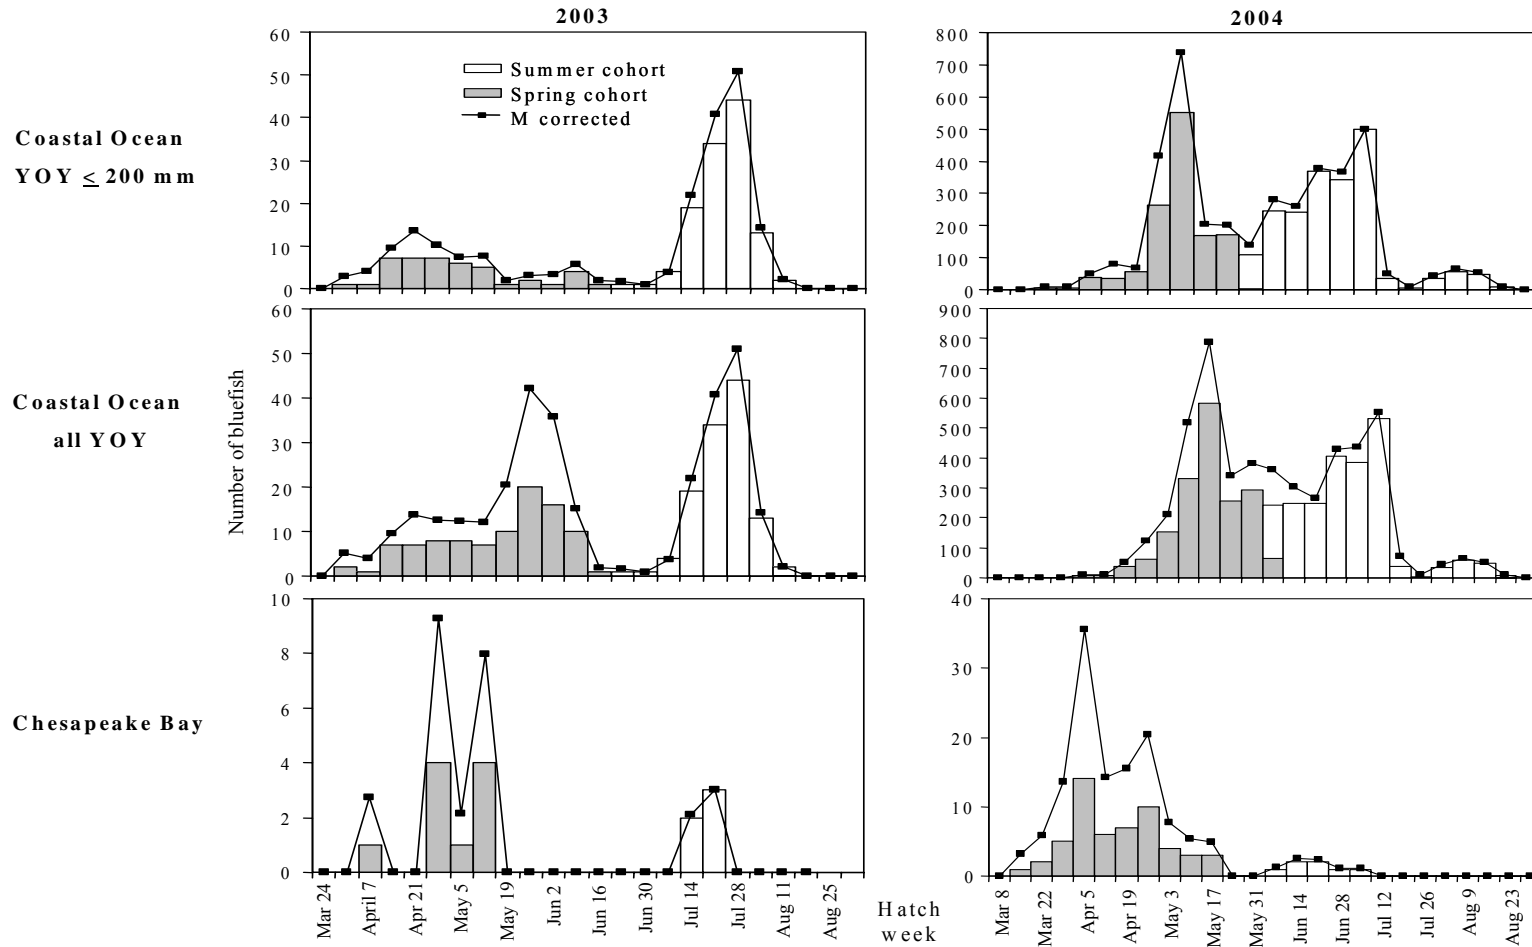 2003
2004
60
50
40
30
20
10
0
Summer cohort
Spring cohort
M corrected
800
700
600
500
400
300
200
100
0
Coastal Ocean
YOY ≤ 200 mm
60
50
40
30
20
10
0
900
800
700
600
500
400
300
200
100
0
Coastal Ocean
all YOY
Number of bluefish
10
8
6
4
2
0
40
30
20
10
0
Chesapeake Bay
Mar 24
April 7
Apr 21
May 5
May 19
Jun 2
Jun 16
Jun 30
Jul 14
Jul 28
Aug 11
Aug 25
Hatch
week
Mar 8
Mar 22
Apr 5
Apr 19
May 3
May 17
May 31
Jun 14
Jun 28
Jul 12
Jul 26
Aug 9
Aug 23